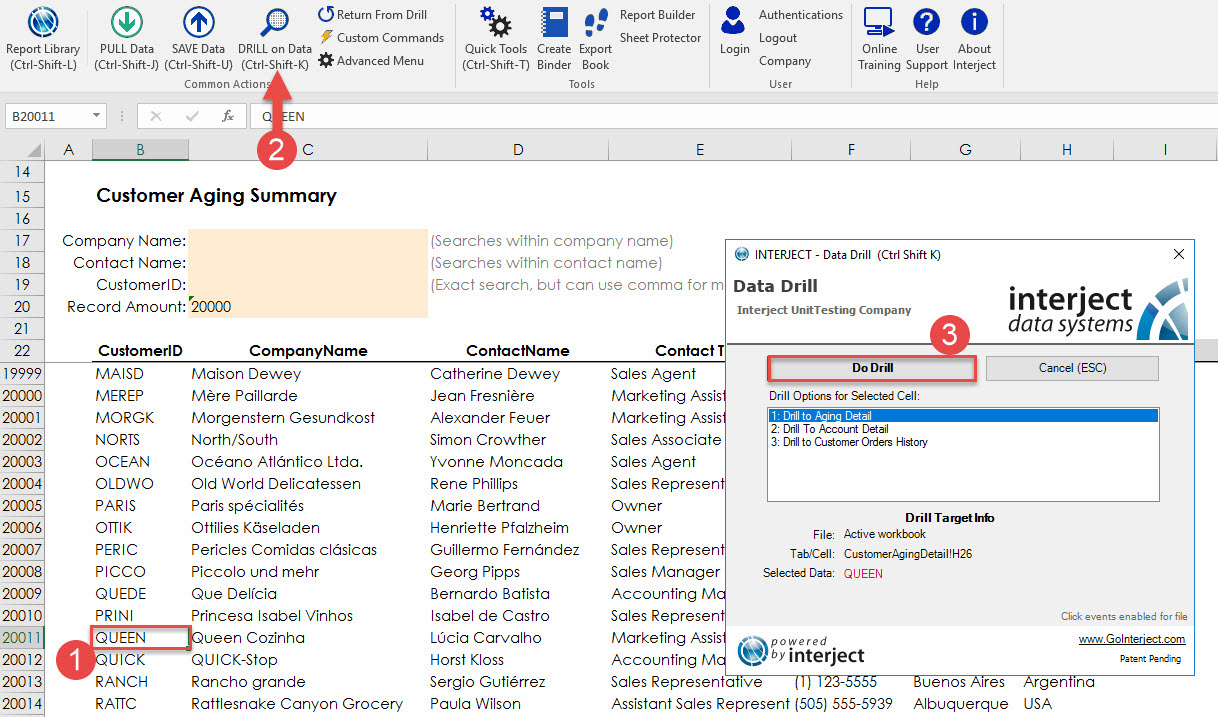 Report Library
(Ctrl-Shift-L)
PULL Data
(Ctrl-Shift-J)
SAVE Data
(Ctrl-Shift-U)
DRILL on Data
(Ctrl-Shift-K)
Return From Drill
Custom Commands
Advanced Menu
Common Actions
Quick Tools
(Ctrl-Shift-T)
Create
Binder
Export
Book
Report Builder
Sheet Protector
Tools
Login
Authentications
Logout
Company
User
Online
Training
User
Support
About
Interject
Help
B20011
fx
QUEEN
2
A B C D E F G H I
14
15 Customer Aging Summary
16
17 Company Name: (Searches within company name)
18 Contact Name: (Searches within contact name)
19 CustomerID: (Exact search, but can use comma for m
20 Record Amount: 20000
21
22 CustomerID CompanyName ContactName Contact T
19999 MAISD Maison Dewey Catherine Dewey Sales Agent
20000 MEREP Mère Paillarde Jean Fresnière Marketing Assist
20001 MORGK Morgenstern Gesundkost Alexander Feuer Marketing Assist
20002 NORTS North/South Simon Crowther Sales Associate
20003 OCEAN Océano Atlántico Ltda. Yvonne Moncada Sales Agent
20004 OLDWO Old World Delicatessen Rene Phillips Sales Represent
20005 PARIS Paris spécialités Marie Bertrand Owner
20006 OTTIK Ottilies Käseladen Henriette Pfalzheim Owner
20007 PERIC Pericles Comidas clásicas Guillermo Fernández Sales Represent
20008 PICCO Piccolo und mehr Georg Pipps Sales Manager
20009 QUEDE Que Delícia Bernardo Batista Accounting Ma
20010 PRINI Princesa Isabel Vinhos Isabel de Castro Sales Represent
20011 QUEEN Queen Cozinha Lúcia Carvalho Marketing Assist
1
20012 QUICK QUICK-Stop Horst Kloss Accounting Ma
20013 RANCH Rancho grande Sergio Gutiérrez Sales Representative (1) 123-5555 Buenos Aires Argentina
20014 RATTC Rattlesnake Canyon Grocery Paula Wilson Assistant Sales Represent (505) 555-5939 Albuquerque USA
INTERJECT - Data Drill (Ctrl Shift K)
Data Drill
Interject UnitTesting Company
interject
data systems
3
Do Drill
Cancel (ESC)
Drill Options for Selected Cell:
1: Drill to Aging Detail
2: Drill To Account Detail
3: Drill to Customer Orders History
Drill Target Info
File: Active workbook
Tab/Cell: CustomerAgingDetail!H26
Selected Data: QUEEN
Click events enabled for file
powered
by interject
www.GoInterject.com
Patent Pending